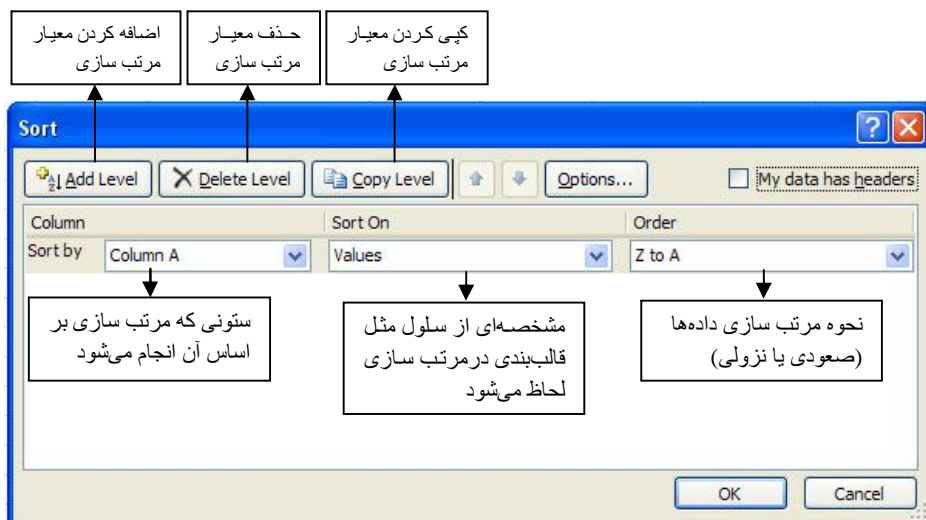 اضافه کردن معیار
مرتب سازی
حذف معیار
مرتب سازی
کپی کردن معیار
مرتب سازی
Sort
Add Level
Delete Level
Copy Level
Options...
My data has headers
Column
Sort On
Order
Sort by
Column A
Values
Z to A
ستونی که مرتب سازی بر
اساس آن انجام می‌شود
مشخصه‌ای از سلول مثل
قالب‌بندی درمرتب سازی
لحاظ می‌شود
نحوه مرتب سازی داده‌ها
(صعودی یا نزولی)
OK
Cancel